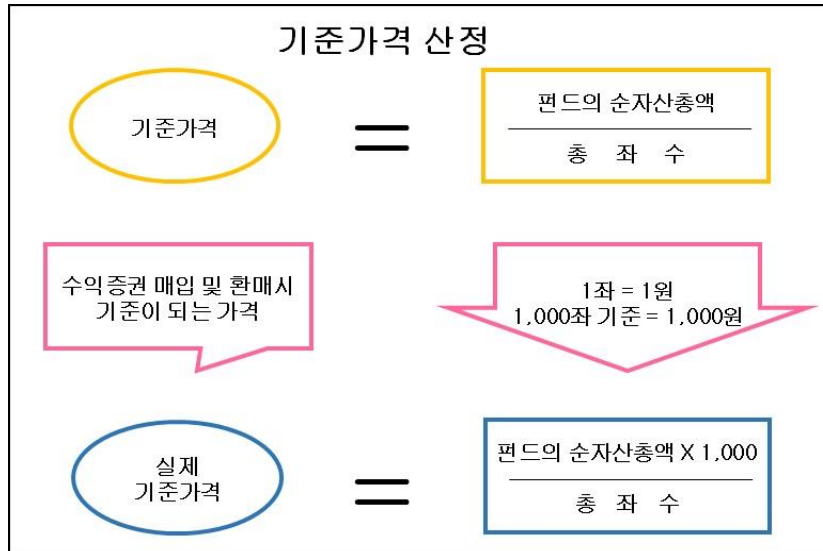 기준가격 산정
기준가격
=
펀드의 순자산총액
총 좌 수
수익증권 매입 및 환매시
기준이 되는 가격
1좌 = 1원
1,000좌 기준 = 1,000원
실제
기준가격
=
펀드의 순자산총액 X 1,000
총 좌 수